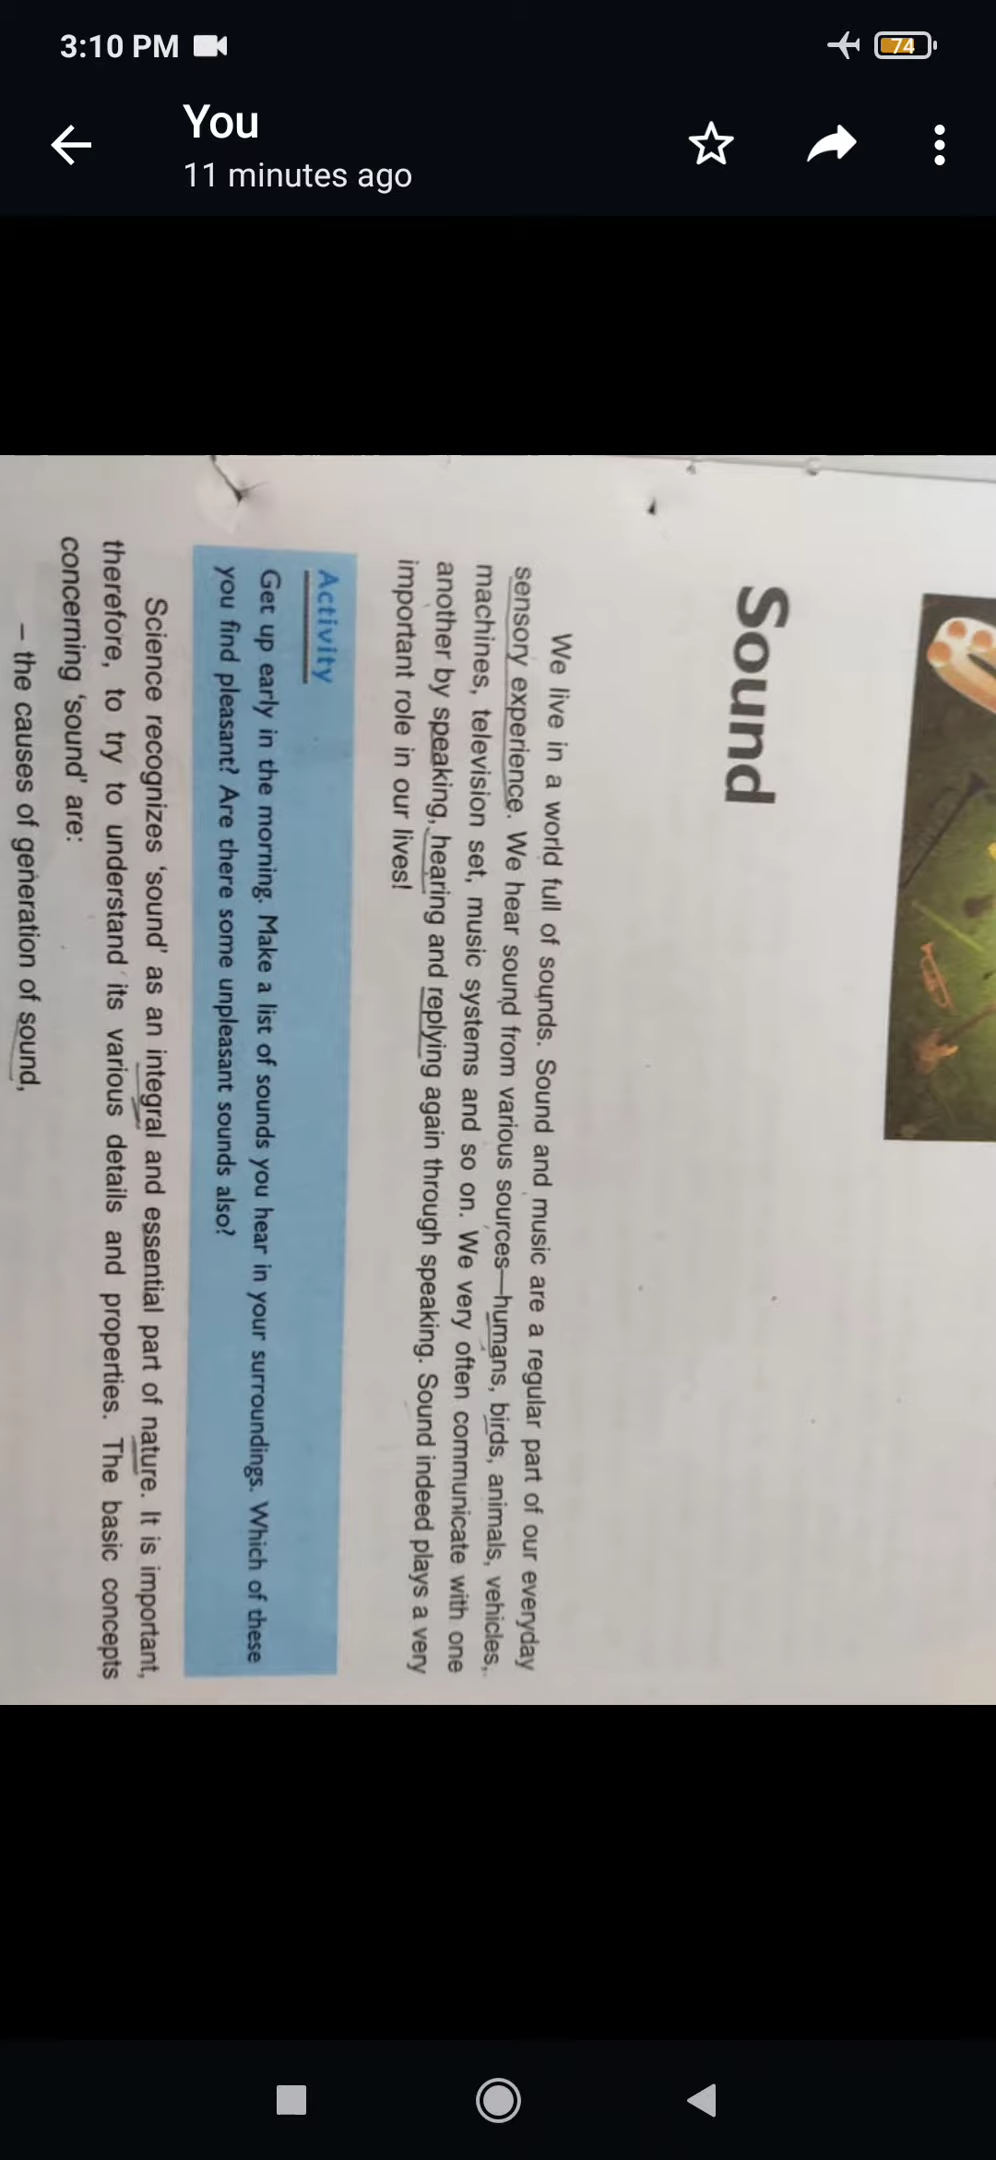 3:10 PM
74
You
11 minutes ago
Sound
We live in a world full of sounds. Sound and music are a regular part of our everyday
sensory experience. We hear sound from various sources—humans, birds, animals, vehicles,
machines, television set, music systems and so on. We very often communicate with one
another by speaking, hearing and replying again through speaking. Sound indeed plays a very
important role in our lives!
Activity
Get up early in the morning. Make a list of sounds you hear in your surroundings. Which of these
you find pleasant? Are there some unpleasant sounds also?
Science recognizes ‘sound’ as an integral and essential part of nature. It is important,
therefore, to try to understand its various details and properties. The basic concepts
concerning ‘sound’ are:
– the causes of generation of sound,